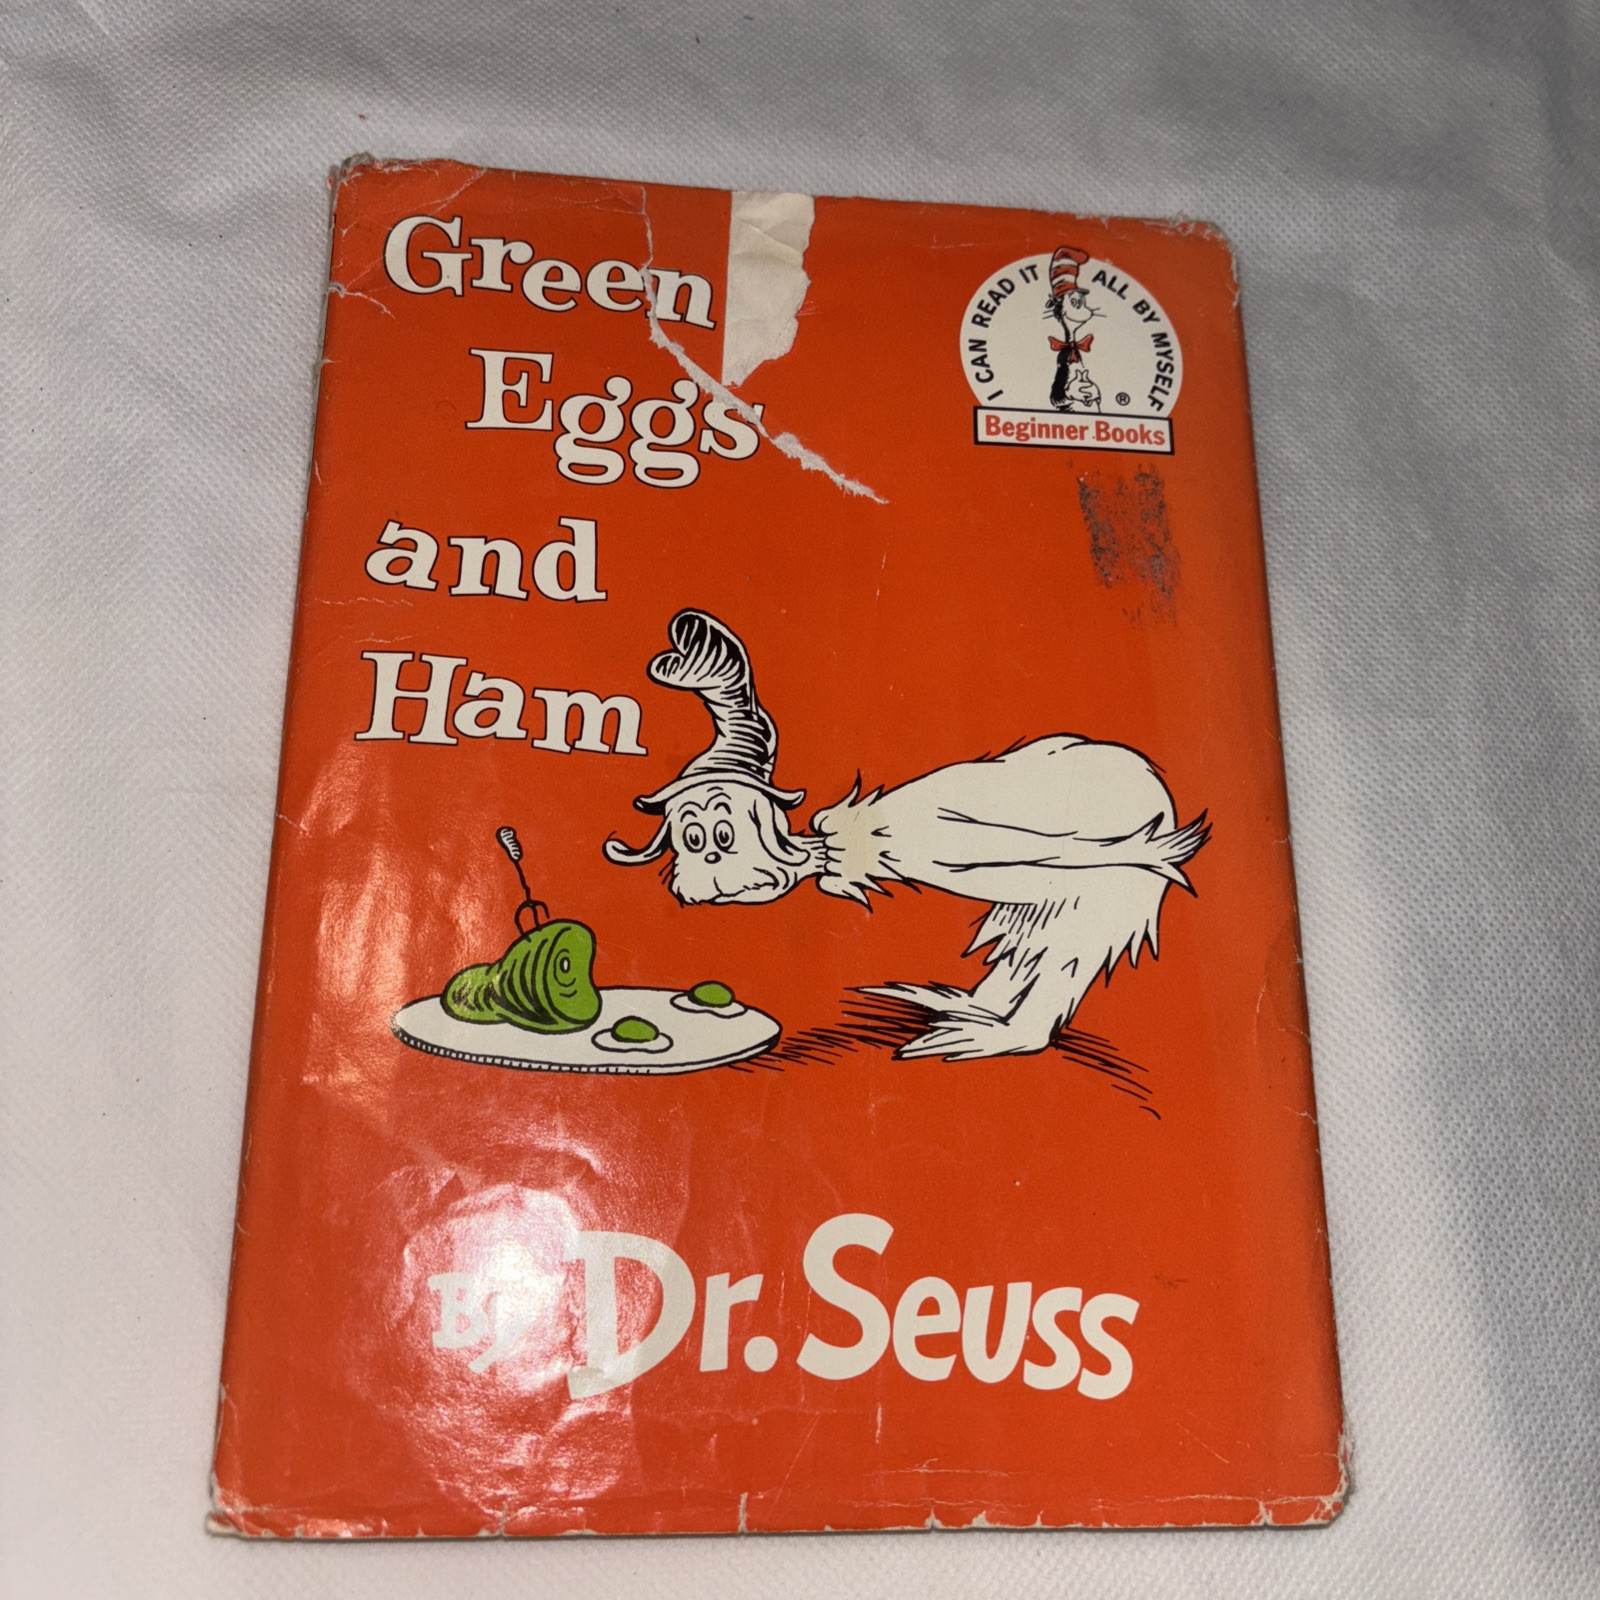 Green
Eggs
and
Ham
I CAN READ IT ALL BY MYSELF
®
Beginner Books
By Dr. Seuss